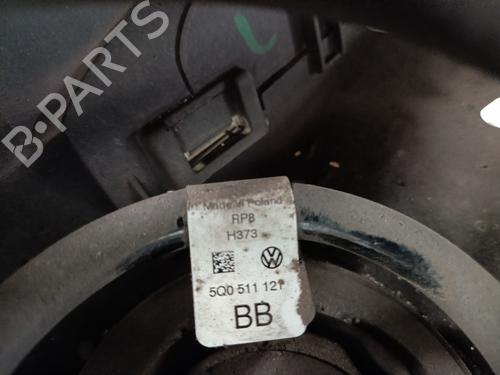 B-PARTS
Made in Poland
RP8
H373
5Q0 511 121
BB